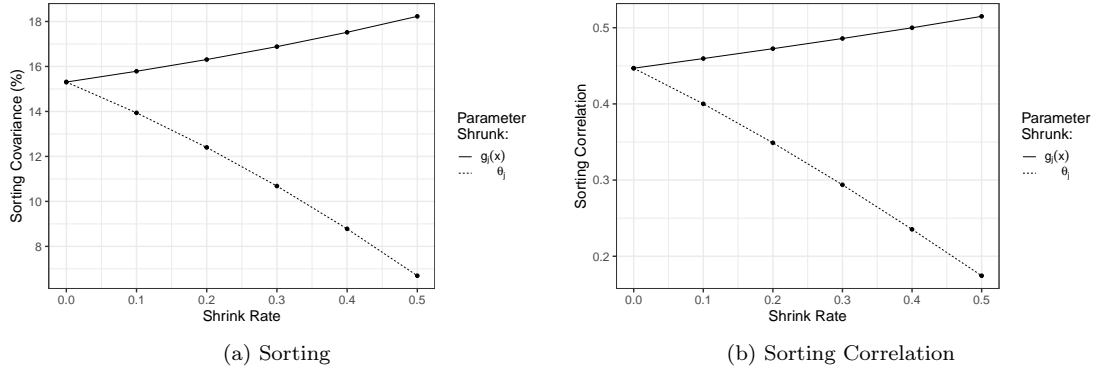 Sorting Covariance (%)
18
16
14
12
10
8
0.0 0.1 0.2 0.3 0.4 0.5
Shrink Rate
Parameter
Shrunk:
gj(x)
θj
(a) Sorting
Sorting Correlation
0.5
0.4
0.3
0.2
0.0 0.1 0.2 0.3 0.4 0.5
Shrink Rate
Parameter
Shrunk:
gj(x)
θj
(b) Sorting Correlation